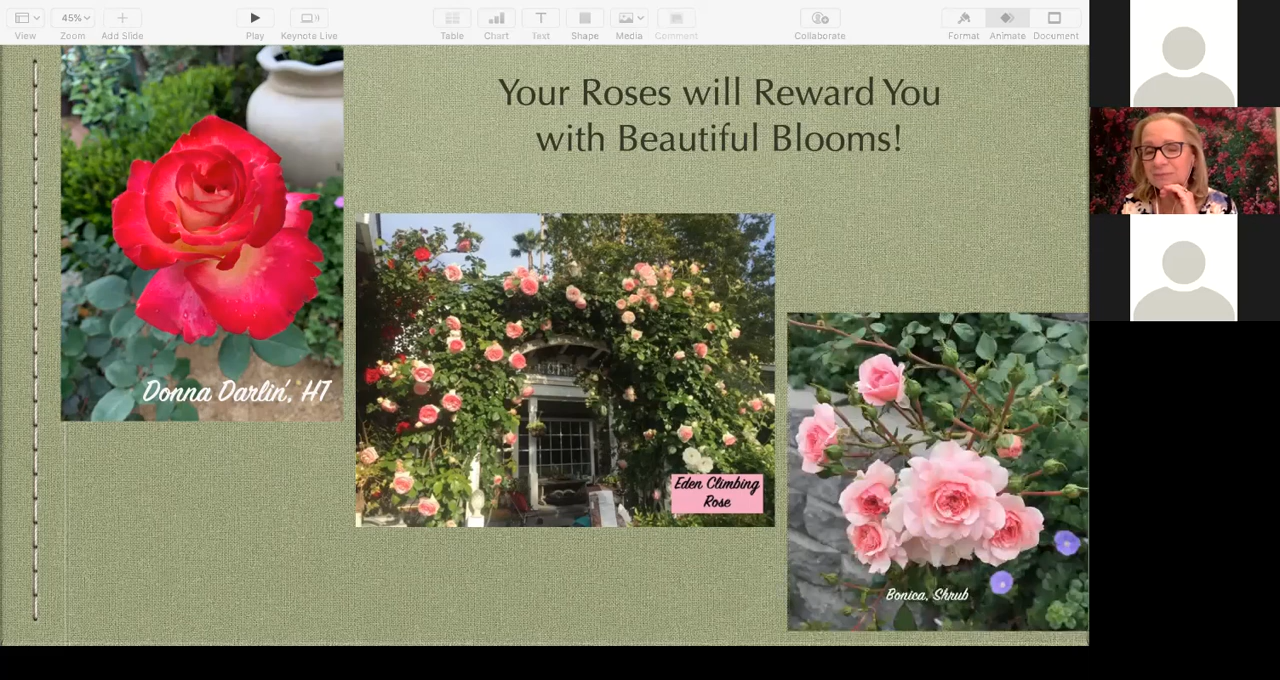 View
45%
Zoom
Add Slide
Play
Keynote Live
Table
Chart
Text
Shape
Media
Comment
Collaborate
Format
Animate
Document
Your Roses will Reward You
with Beautiful Blooms!
Donna Darlin', HT
Eden Climbing
Rose
Bonica, Shrub